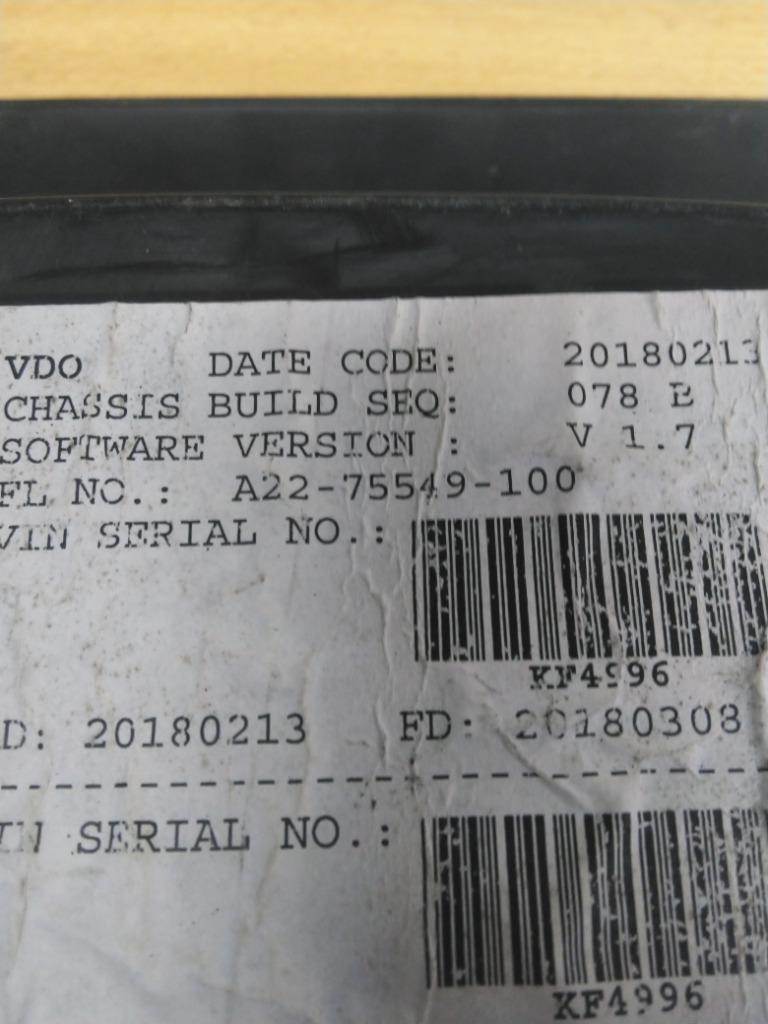 VDO DATE CODE: 20180213
CHASSIS BUILD SEQ: 078 B
SOFTWARE VERSION : V 1.7
FL NO.: A22-75549-100
VIN SERIAL NO.:
KF4996
D: 20180213 FD: 20180308
IN SERIAL NO.:
KF4996